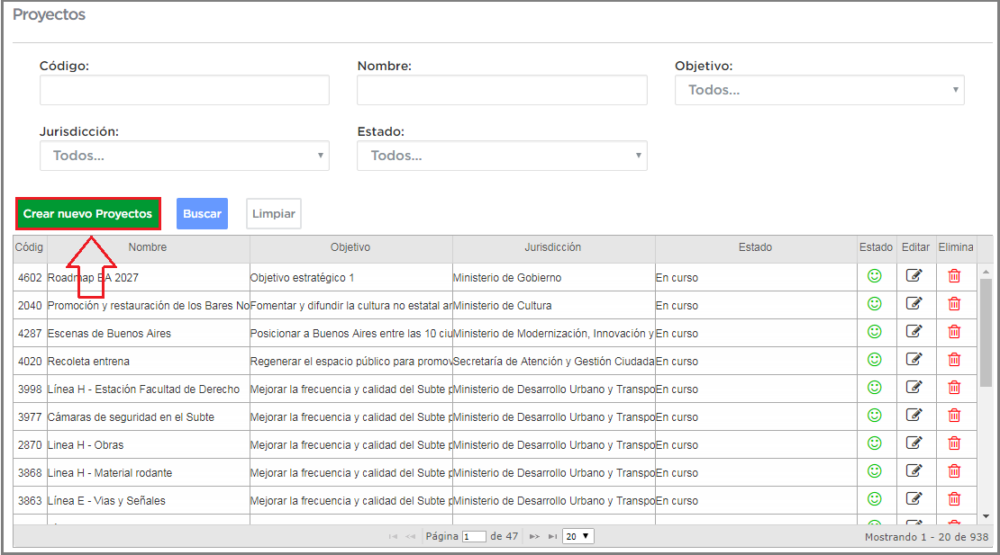 Proyectos
Código: Nombre: Objetivo:
Todos...
Jurisdicción: Estado:
Todos... Todos...
Crear nuevo Proyectos Buscar Limpiar
Códig Nombre Objetivo Jurisdicción Estado Estado Editar Elimina
4602 Roadmap BA 2027 Objetivo estratégico 1 Ministerio de Gobierno En curso
2040 Promoción y restauración de los Bares No Fomentar y difundir la cultura no estatal ar Ministerio de Cultura En curso
4287 Escenas de Buenos Aires Posicionar a Buenos Aires entre las 10 ciu Ministerio de Modernización, Innovación y En curso
4020 Recoleta entrena Regenerar el espacio público para promov Secretaría de Atención y Gestión Ciudada En curso
3998 Línea H - Estación Facultad de Derecho Mejorar la frecuencia y calidad del Subte p Ministerio de Desarrollo Urbano y Transpo En curso
3977 Cámaras de seguridad en el Subte Mejorar la frecuencia y calidad del Subte p Ministerio de Desarrollo Urbano y Transpo En curso
2870 Linea H - Obras Mejorar la frecuencia y calidad del Subte p Ministerio de Desarrollo Urbano y Transpo En curso
3868 Linea H - Material rodante Mejorar la frecuencia y calidad del Subte p Ministerio de Desarrollo Urbano y Transpo En curso
3863 Línea E - Vias y Señales Mejorar la frecuencia y calidad del Subte p Ministerio de Desarrollo Urbano y Transpo En curso
Página 1 de 47 20 Mostrando 1 - 20 de 938